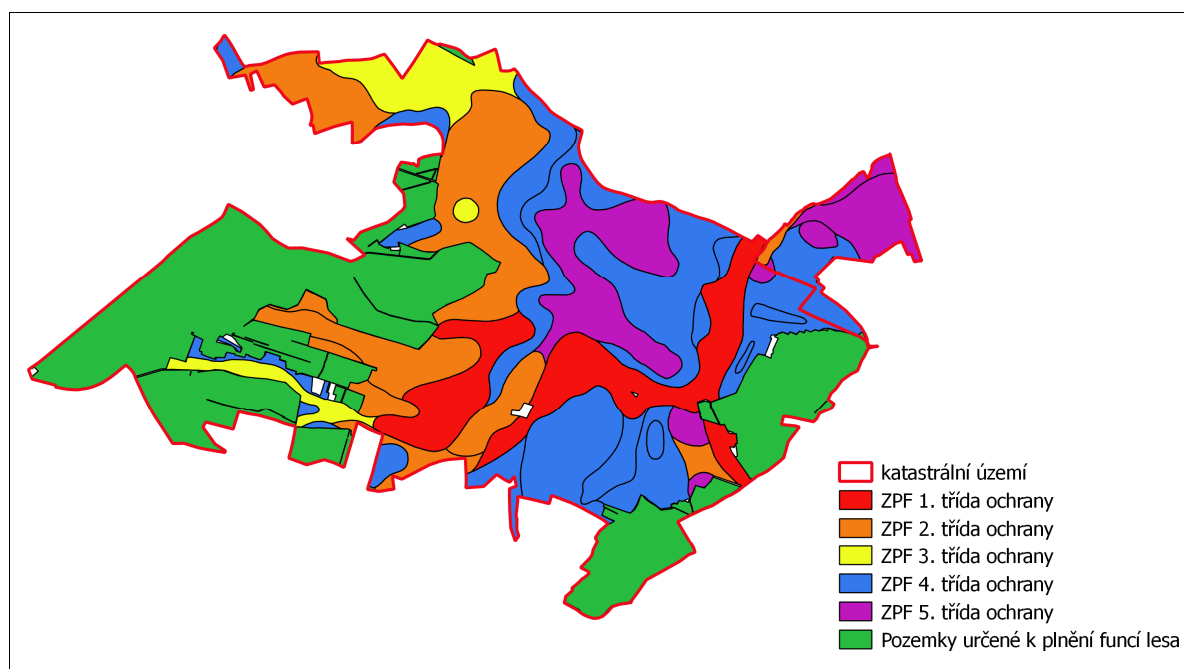 katastrální území
ZPF 1. třída ochrany
ZPF 2. třída ochrany
ZPF 3. třída ochrany
ZPF 4. třída ochrany
ZPF 5. třída ochrany
Pozemky určené k plnění funcí lesa